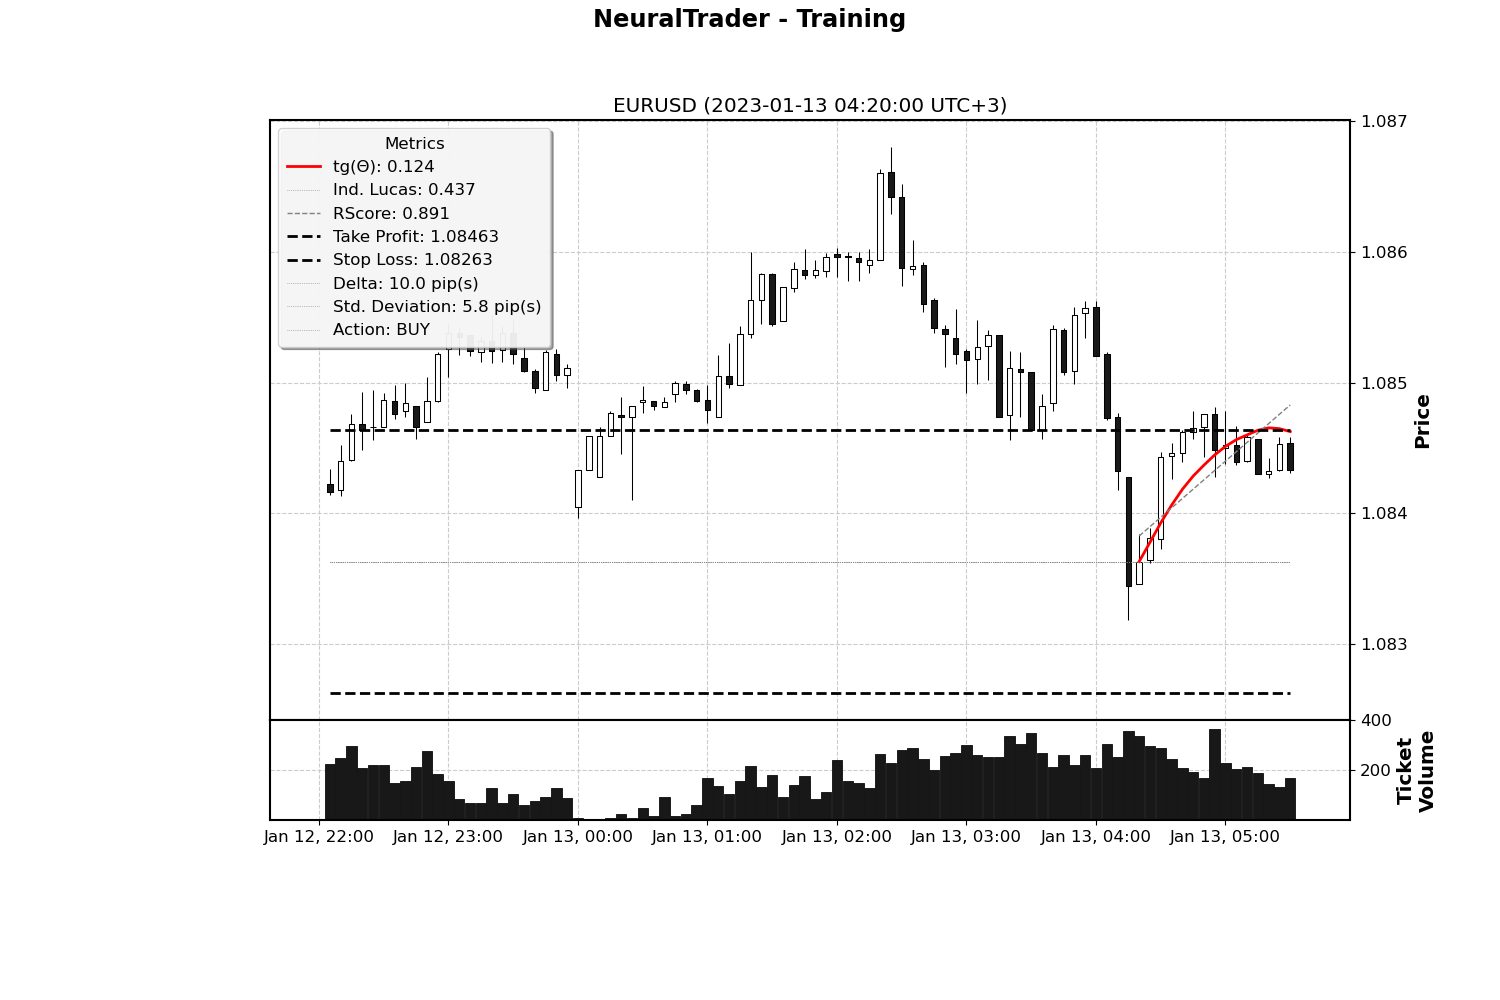 NeuralTrader - Training
EURUSD (2023-01-13 04:20:00 UTC+3)
Metrics
tg(Θ): 0.124
Ind. Lucas: 0.437
RScore: 0.891
Take Profit: 1.08463
Stop Loss: 1.08263
Delta: 10.0 pip(s)
Std. Deviation: 5.8 pip(s)
Action: BUY
1.087
1.086
1.085
1.084
1.083
Price
400
200
Ticket
Volume
Jan 12, 22:00
Jan 12, 23:00
Jan 13, 00:00
Jan 13, 01:00
Jan 13, 02:00
Jan 13, 03:00
Jan 13, 04:00
Jan 13, 05:00